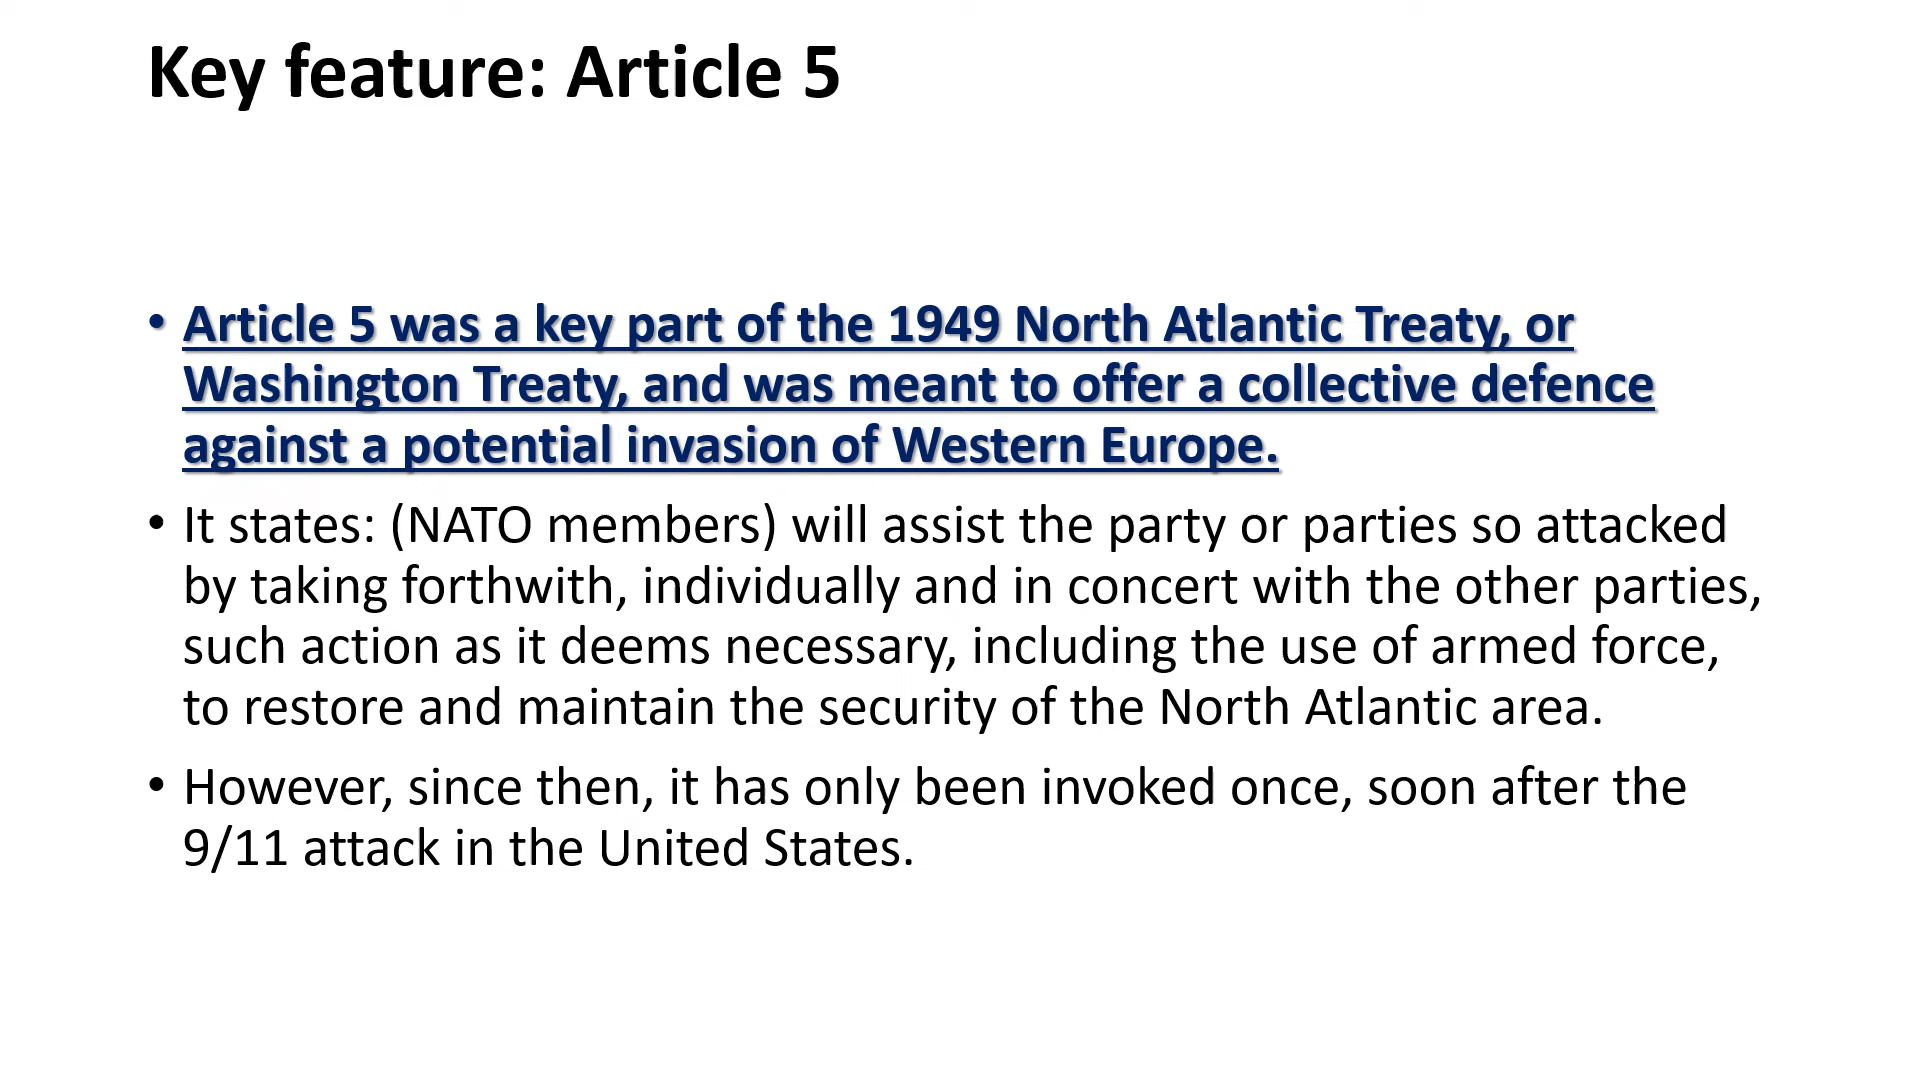 Key feature: Article 5
• Article 5 was a key part of the 1949 North Atlantic Treaty, or
Washington Treaty, and was meant to offer a collective defence
against a potential invasion of Western Europe.
• It states: (NATO members) will assist the party or parties so attacked
by taking forthwith, individually and in concert with the other parties,
such action as it deems necessary, including the use of armed force,
to restore and maintain the security of the North Atlantic area.
• However, since then, it has only been invoked once, soon after the
9/11 attack in the United States.